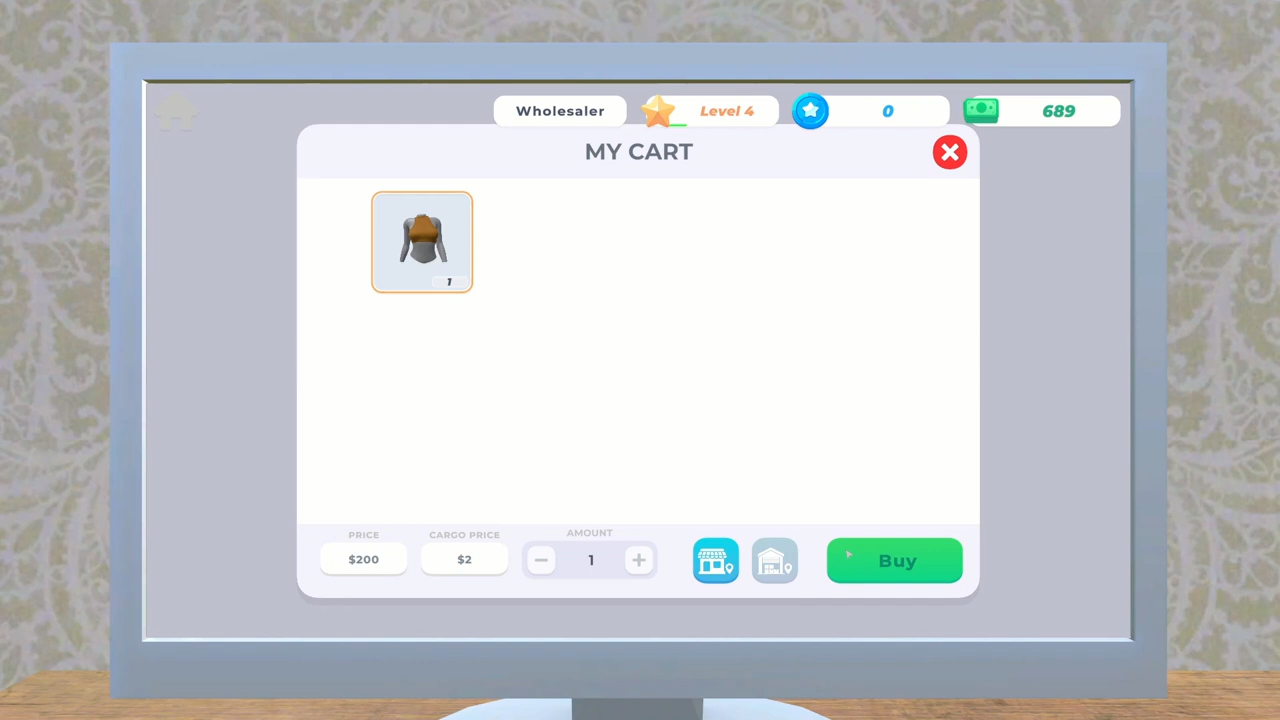 Wholesaler
Level 4
0
689
MY CART
1
PRICE
CARGO PRICE
AMOUNT
$200
$2
1
Buy